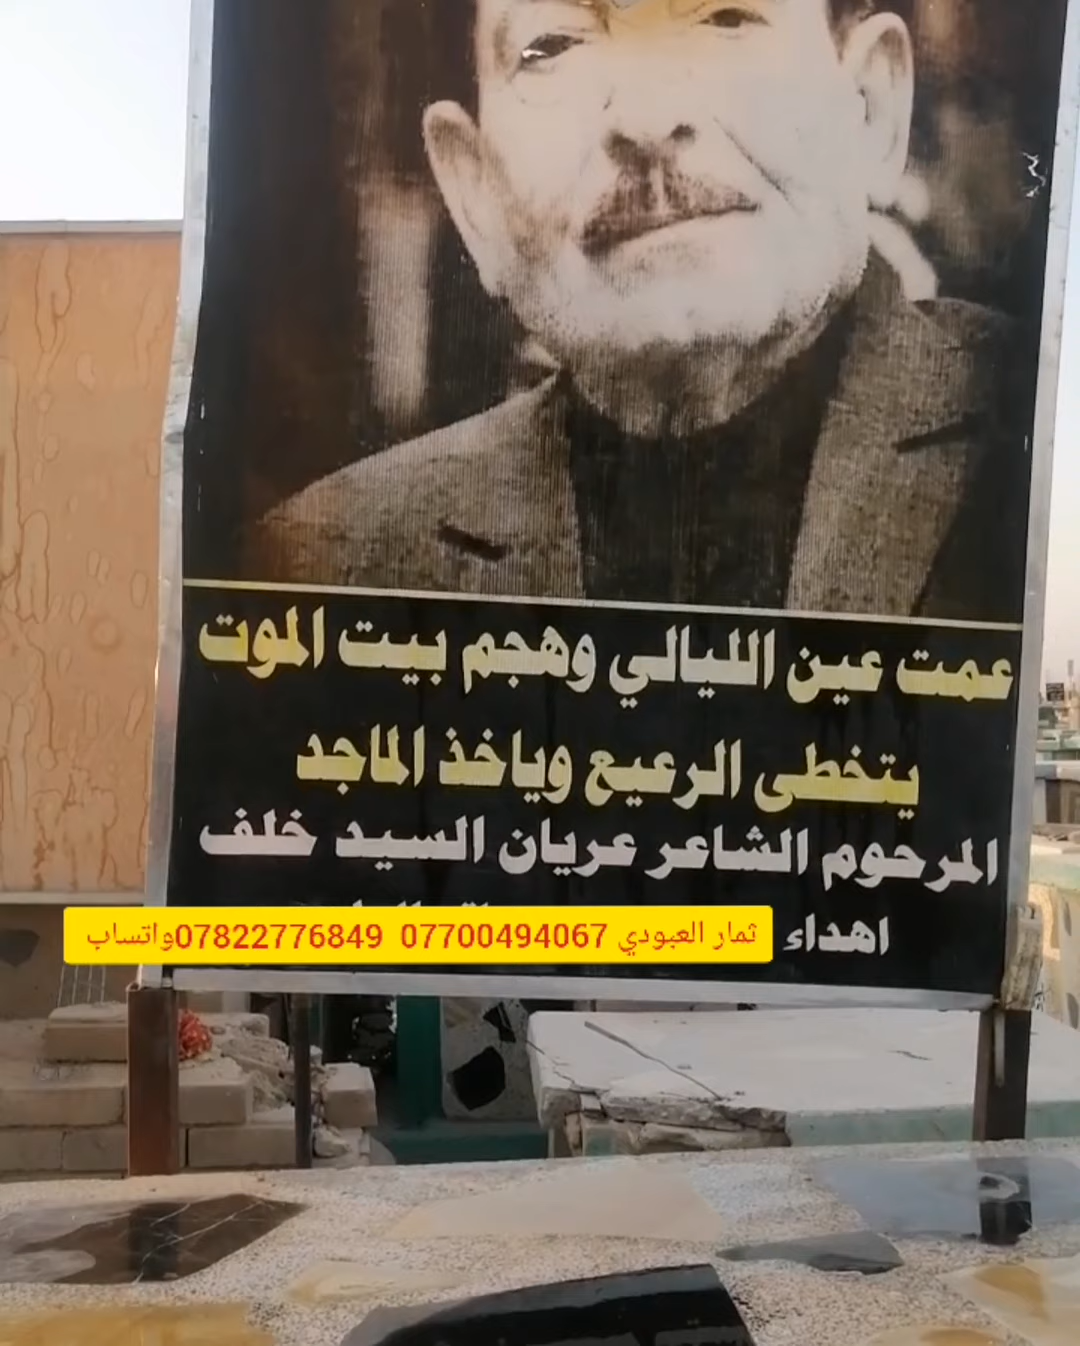 عمت عين الليالي وهجم بيت الموت
يتخطى الرعيع وياخذ الماجد
المرحوم الشاعر عريان السيد خلف
اهداء
ثمار العبودي 07700494067 07822776849واتساب